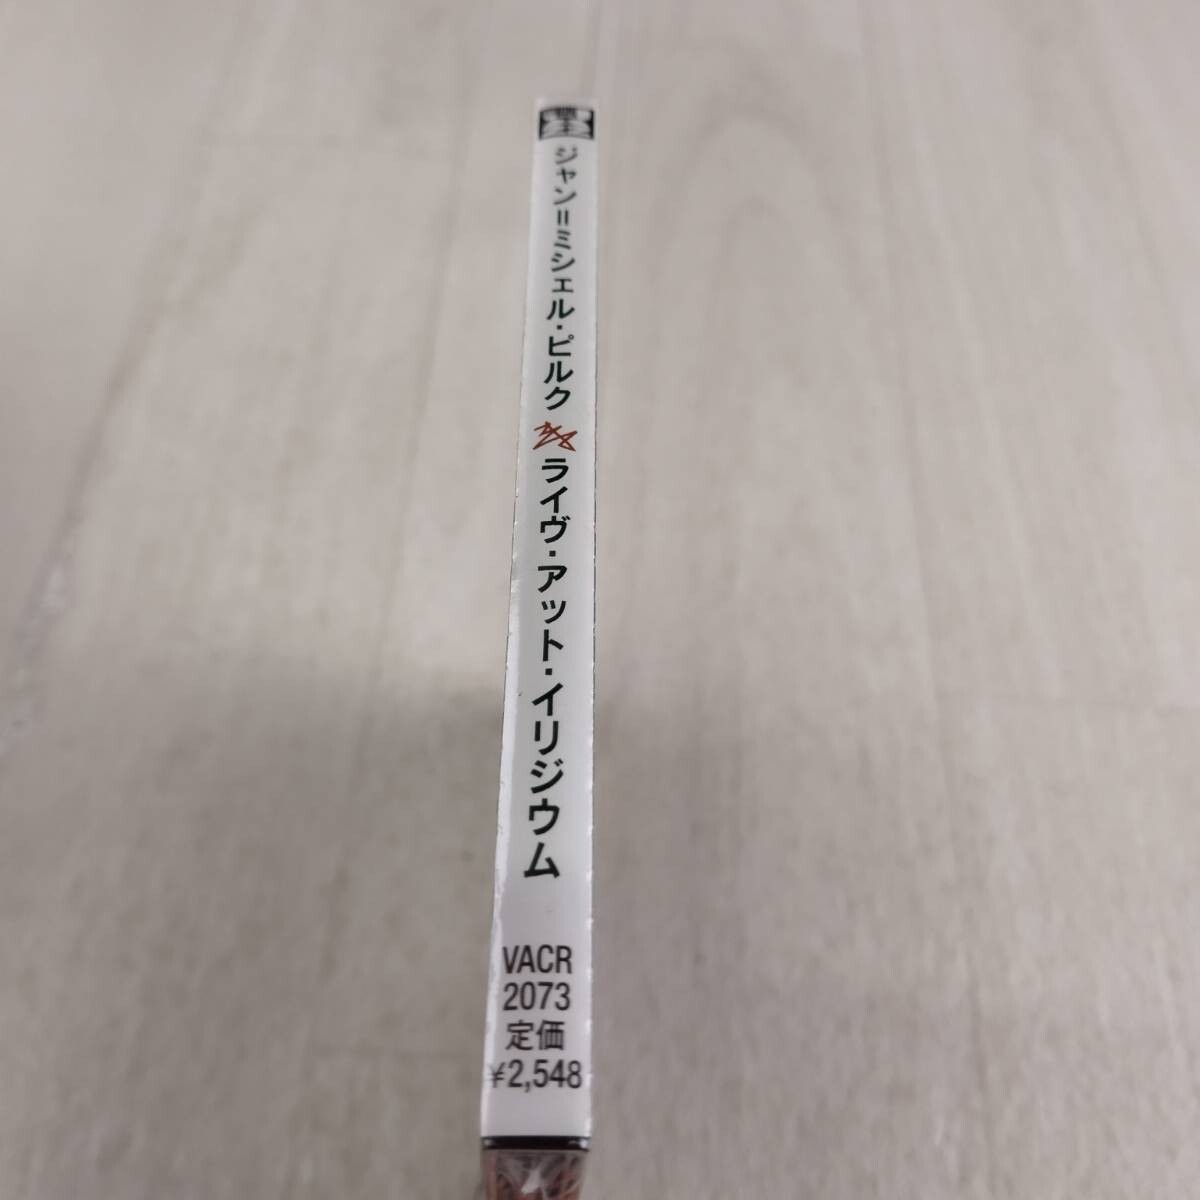 ジャン=ミシェル・ピルク
ライヴ・アット・イリジウム
VACR
2073
定価
¥2,548